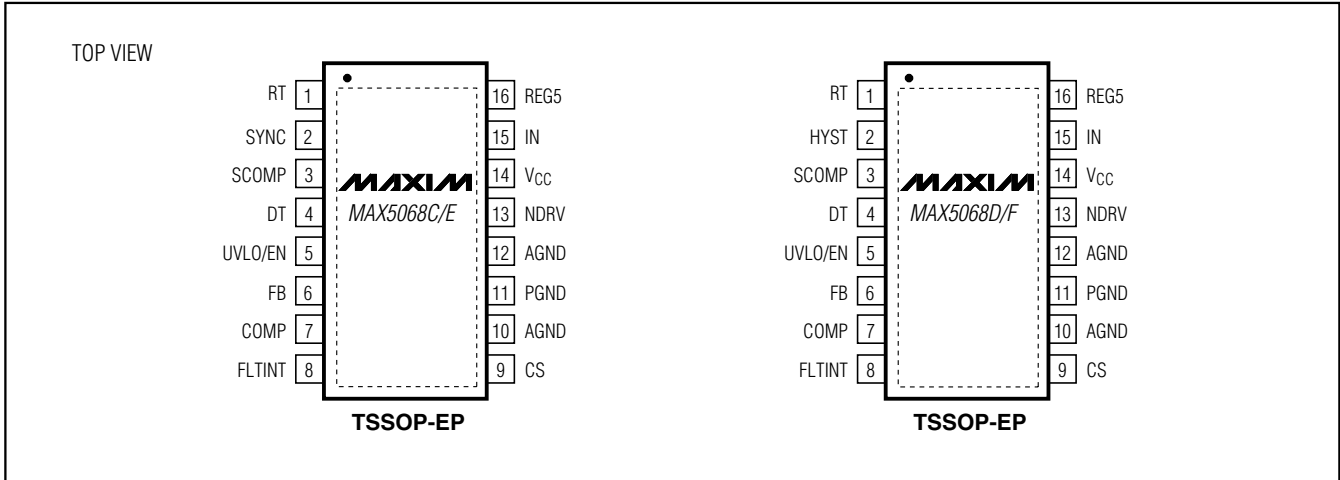 TOP VIEW
RT 1 16 REG5
SYNC 2 15 IN
SCOMP 3 14 VCC
DT 4 13 NDRV
UVLO/EN 5 12 AGND
FB 6 11 PGND
COMP 7 10 AGND
FLTINT 8 9 CS
MAXIM
MAX5068C/E
TSSOP-EP
RT 1 16 REG5
HYST 2 15 IN
SCOMP 3 14 VCC
DT 4 13 NDRV
UVLO/EN 5 12 AGND
FB 6 11 PGND
COMP 7 10 AGND
FLTINT 8 9 CS
MAXIM
MAX5068D/F
TSSOP-EP